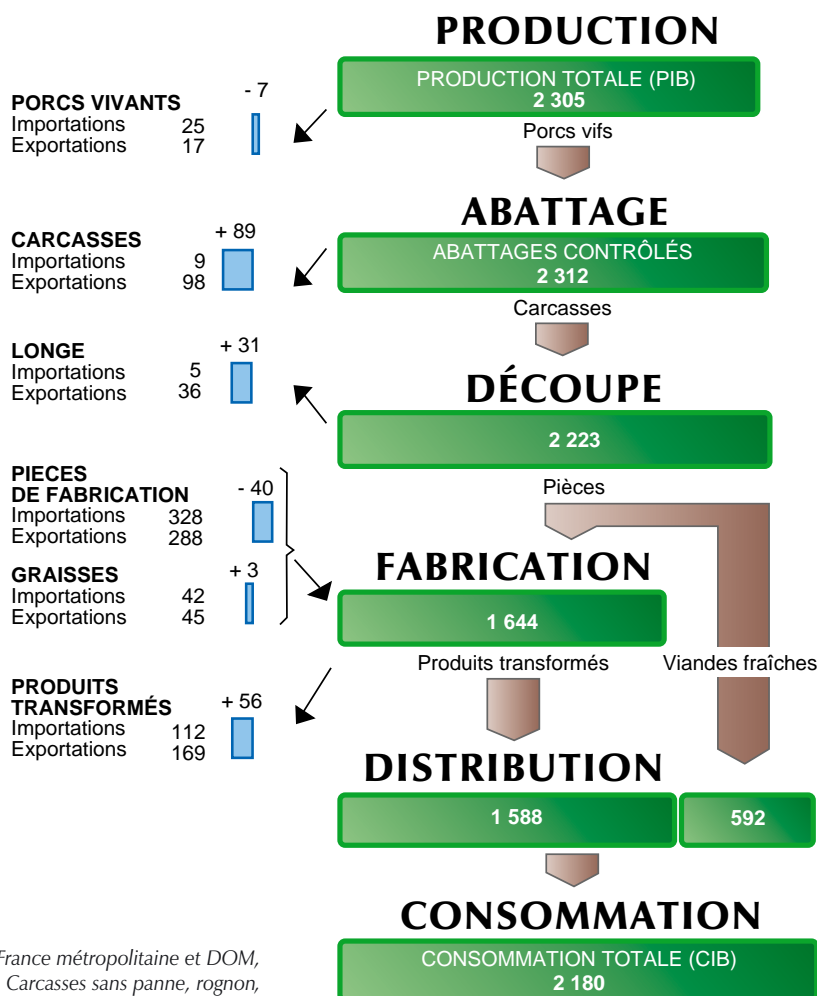 PRODUCTION
PRODUCTION TOTALE (PIB)
2 305
Porcs vifs
- 7
PORCS VIVANTS
Importations 25
Exportations 17
ABATTAGE
ABATTAGES CONTRÔLÉS
2 312
Carcasses
+ 89
CARCASSES
Importations 9
Exportations 98
+ 31
LONGE
Importations 5
Exportations 36
DÉCOUPE
2 223
Pièces
PIECES
DE FABRICATION - 40
Importations 328
Exportations 288
GRAISSES + 3
Importations 42
Exportations 45
FABRICATION
1 644
Produits transformés Viandes fraîches
PRODUITS
TRANSFORMÉS + 56
Importations 112
Exportations 169
DISTRIBUTION
1 588 592
CONSOMMATION
CONSOMMATION TOTALE (CIB)
2 180
France métropolitaine et DOM,
Carcasses sans panne, rognon,